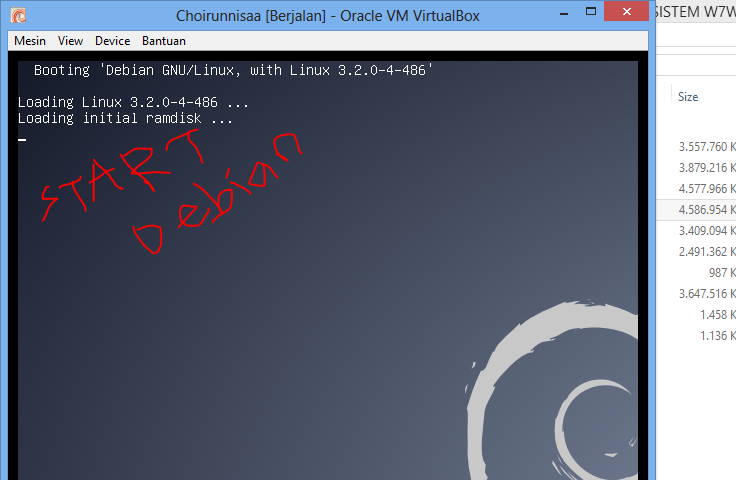 Choirunnisaa [Berjalan] - Oracle VM VirtualBox
SISTEM W7W
Mesin View Device Bantuan
Booting 'Debian GNU/Linux, with Linux 3.2.0-4-486'
Loading Linux 3.2.0-4-486 ...
Loading initial ramdisk ...
START
Debian
Size
3.557.760 K
3.879.216 K
4.577.966 K
4.586.954 K
3.409.094 K
2.491.362 K
987 K
3.647.516 K
1.458 K
1.136 K